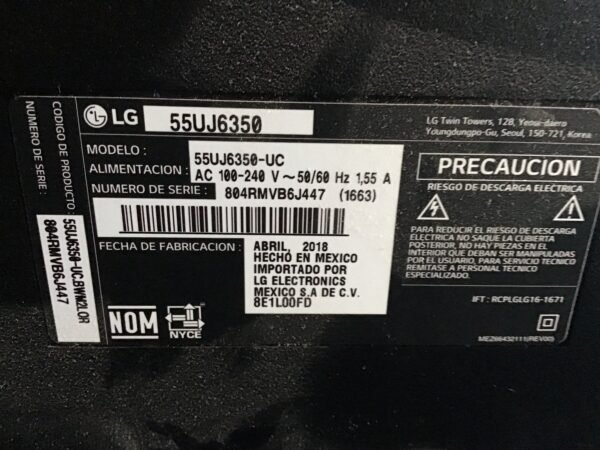 LG 55UJ6350
LG Twin Towers, 128, Yeoui-daero
Youngdungpo-Gu, Seoul, 150-721, Korea
MODELO : 55UJ6350-UC
ALIMENTACION : AC 100-240 V ~ 50/60 Hz 1,55 A
NUMERO DE SERIE : 804RMVB6J447 (1663)
FECHA DE FABRICACION : ABRIL, 2018
HECHO EN MEXICO
IMPORTADO POR
LG ELECTRONICS
MEXICO S.A DE C.V.
8E1L00FD
NOM
NYCE
PRECAUCION
RIESGO DE DESCARGA ELECTRICA
PARA REDUCIR EL RIESGO DE DESCARGA
ELECTRICA NO SAQUE LA CUBIERTA
POSTERIOR, NO HAY PIEZAS EN EL
INTERIOR QUE DEBAN SER MANIPULADAS
POR EL USUARIO. PARA SERVICIO TECNICO
REMITASE A PERSONAL TECNICO
ESPECIALIZADO.
IFT : RCPLGLG16-1671
MEZ66432111(REV00)
CODIGO DE PRODUCTO : 55UJ6350-UC.BWM2LOR
NUMERO DE SERIE : 804RMVB6J447